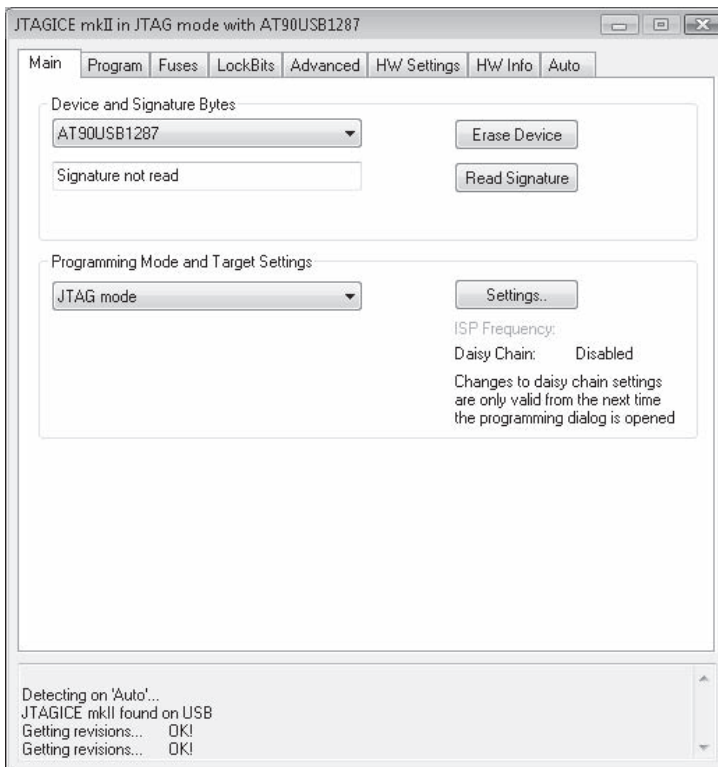 JTAGICE mkII in JTAG mode with AT90USB1287
Main Program Fuses LockBits Advanced HW Settings HW Info Auto
Device and Signature Bytes
AT90USB1287 Erase Device
Signature not read Read Signature
Programming Mode and Target Settings
JTAG mode Settings..
ISP Frequency:
Daisy Chain: Disabled
Changes to daisy chain settings
are only valid from the next time
the programming dialog is opened
Detecting on 'Auto'...
JTAGICE mkII found on USB
Getting revisions... OK!
Getting revisions... OK!